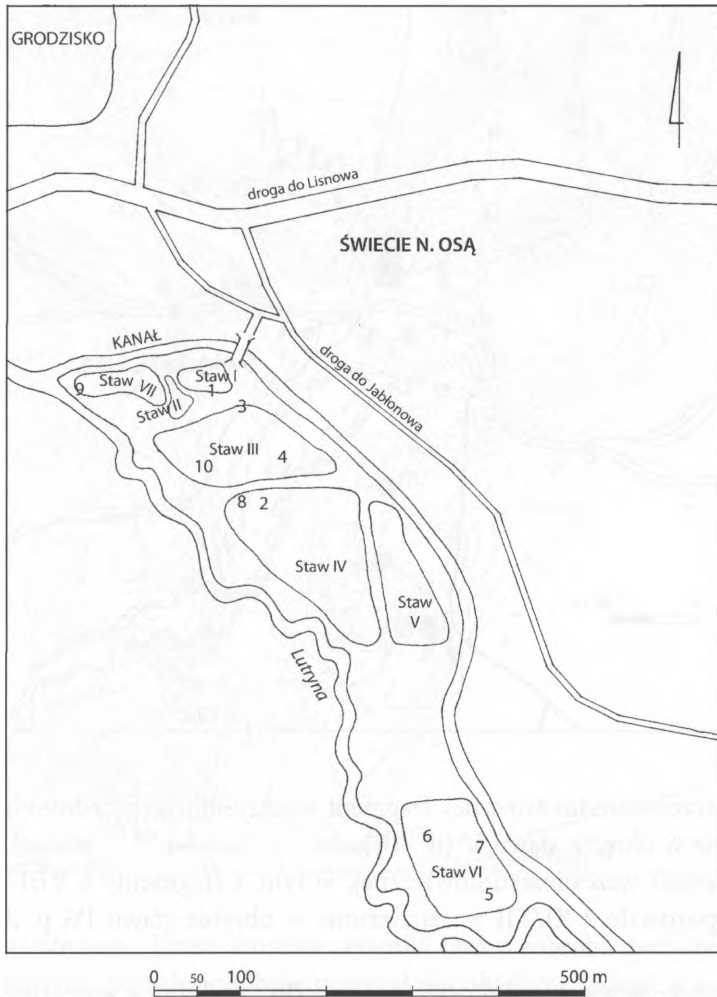 GRODZISKO
droga do Lisnowa
ŚWIECIE N. OSĄ
KANAŁ
droga do Jabłonowa
Staw I
Staw VII
9
1
Staw II
3
Staw III
4
10
8
2
Staw IV
Staw
V
Lutryna
6
7
Staw VI
5
0 50 100 500 m